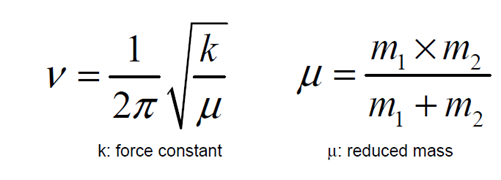 ν = 1/2π √k/μ
μ = m₁ × m₂ / m₁ + m₂
k: force constant
μ: reduced mass